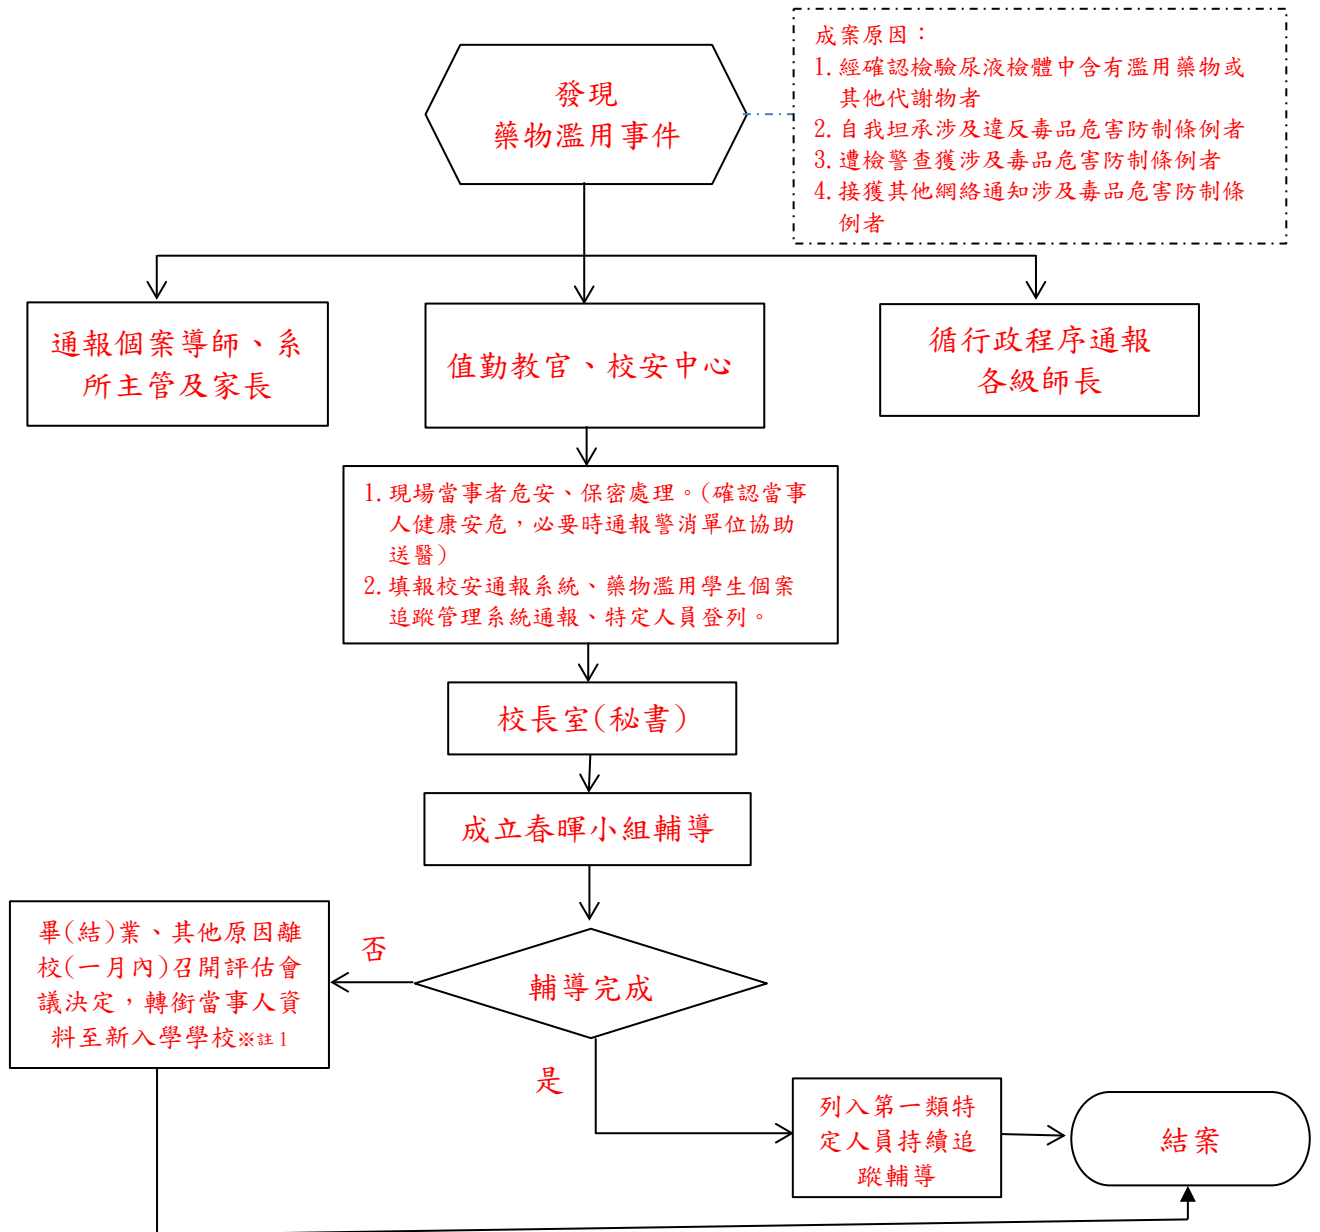 成案原因：
1.經確認檢驗尿液檢體中含有濫用藥物或
其他代謝物者
2.自我坦承涉及違反毒品危害防制條例者
3.遭檢警查獲涉及毒品危害防制條例者
4.接獲其他網絡通知涉及毒品危害防制條
例者
發現
藥物濫用事件
通報個案導師、系
所主管及家長
值勤教官、校安中心
循行政程序通報
各級師長
1.現場當事者危安、保密處理。(確認當事
人健康安危，必要時通報警消單位協助
送醫)
2.填報校安通報系統、藥物濫用學生個案
追蹤管理系統通報、特定人員登列。
校長室(秘書)
成立春暉小組輔導
畢(結)業、其他原因離
校(一月內)召開評估會
議決定，轉銜當事人資
料至新入學學校※註1
否
輔導完成
是
列入第一類特
定人員持續追
蹤輔導
結案